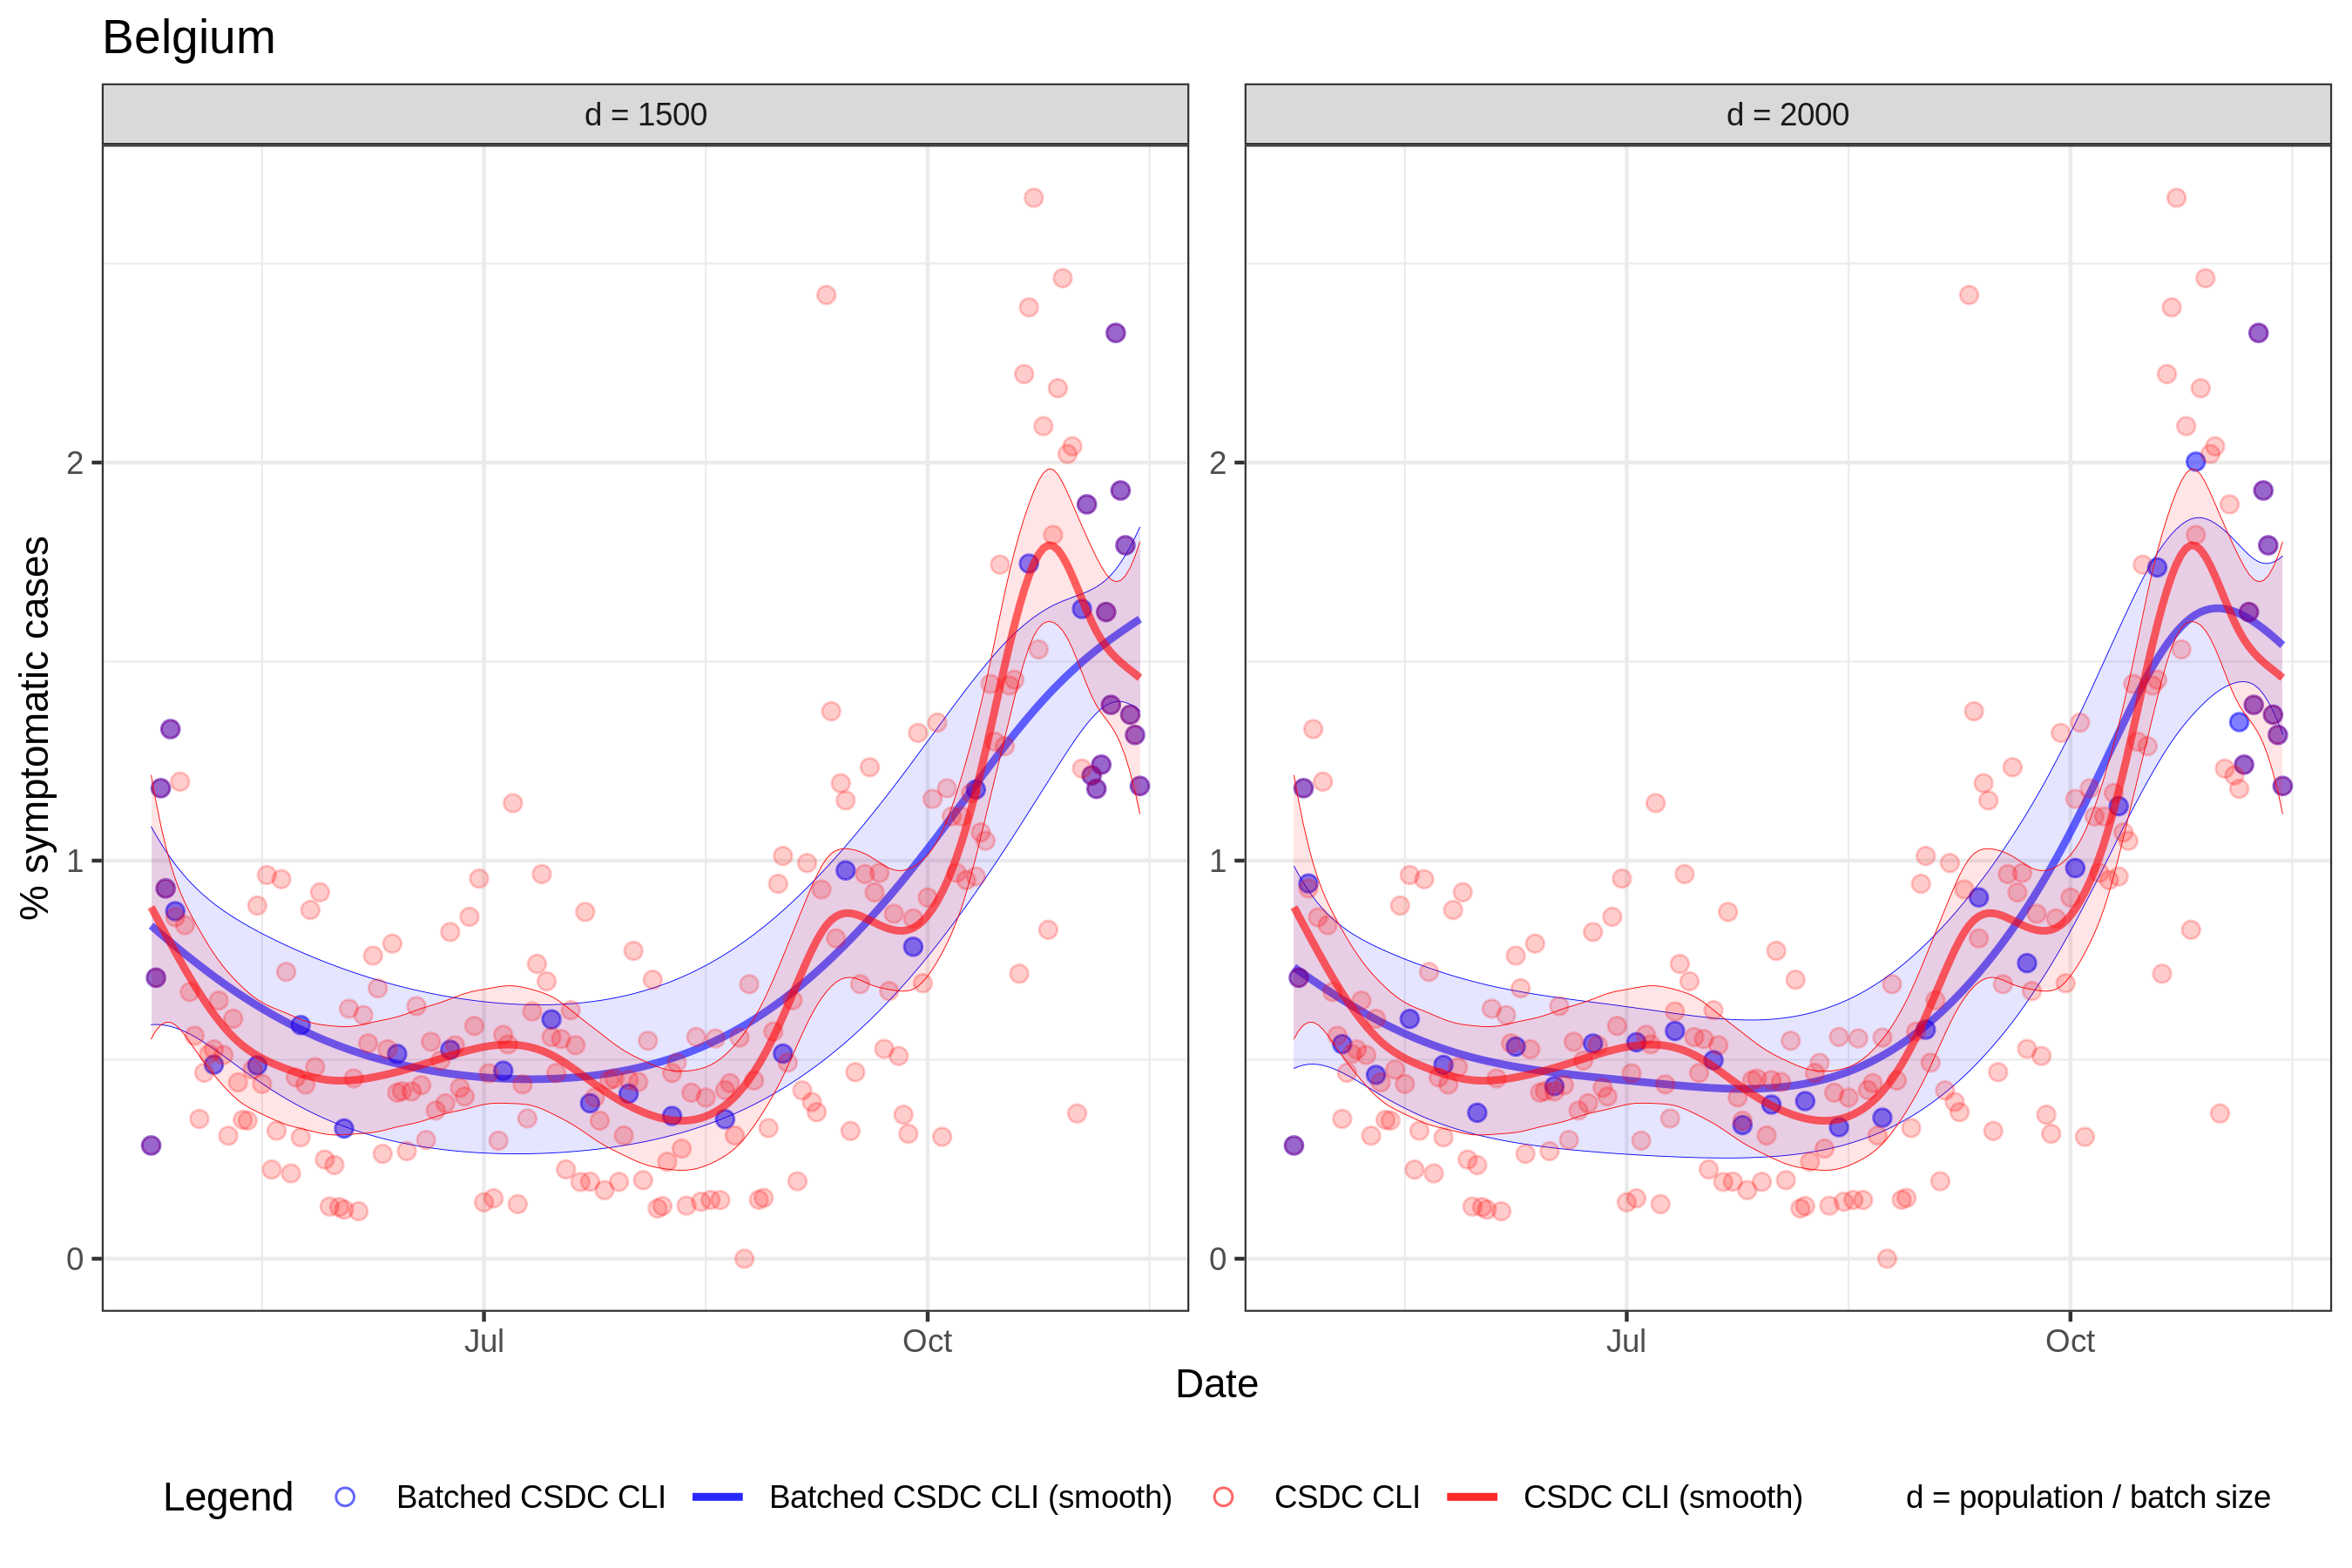 Belgium
d = 1500
d = 2000
% symptomatic cases
2
1
0
2
1
0
Jul
Oct
Jul
Oct
Date
Legend
Batched CSDC CLI
Batched CSDC CLI (smooth)
CSDC CLI
CSDC CLI (smooth)
d = population / batch size